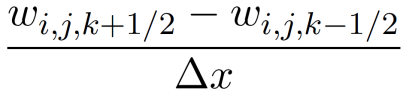 \frac{w_{i,j,k+1/2} - w_{i,j,k-1/2}}{\Delta x}